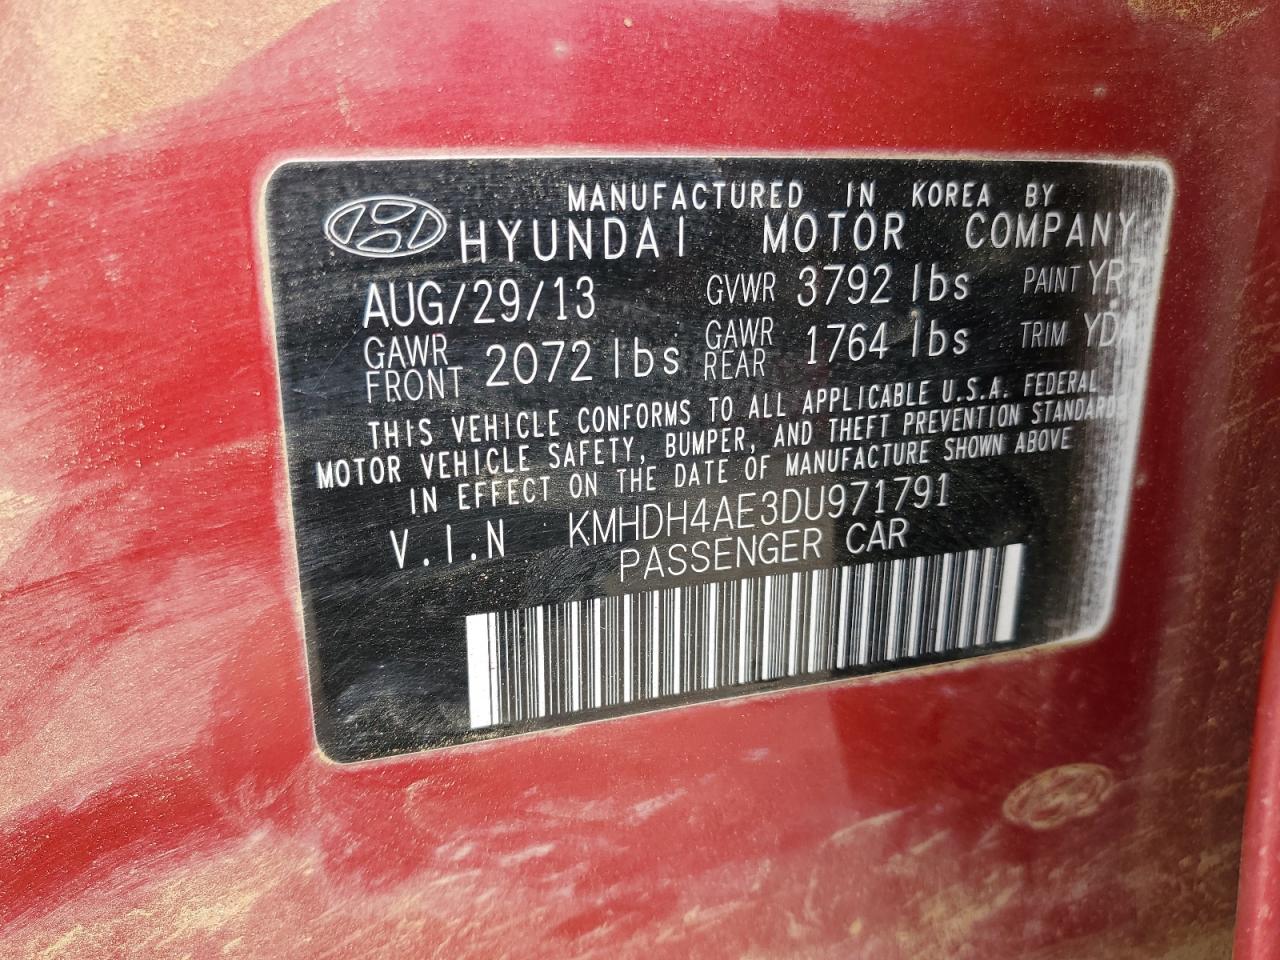 MANUFACTURED IN KOREA BY
HYUNDAI MOTOR COMPANY
AUG/29/13 GVWR 3792 lbs PAINT YR7
GAWR FRONT 2072 lbs GAWR REAR 1764 lbs TRIM
THIS VEHICLE CONFORMS TO ALL APPLICABLE U.S.A. FEDERAL
MOTOR VEHICLE SAFETY, BUMPER, AND THEFT PREVENTION STANDARDS
IN EFFECT ON THE DATE OF MANUFACTURE SHOWN ABOVE
V.I.N KMHDH4AE3DU971791
PASSENGER CAR